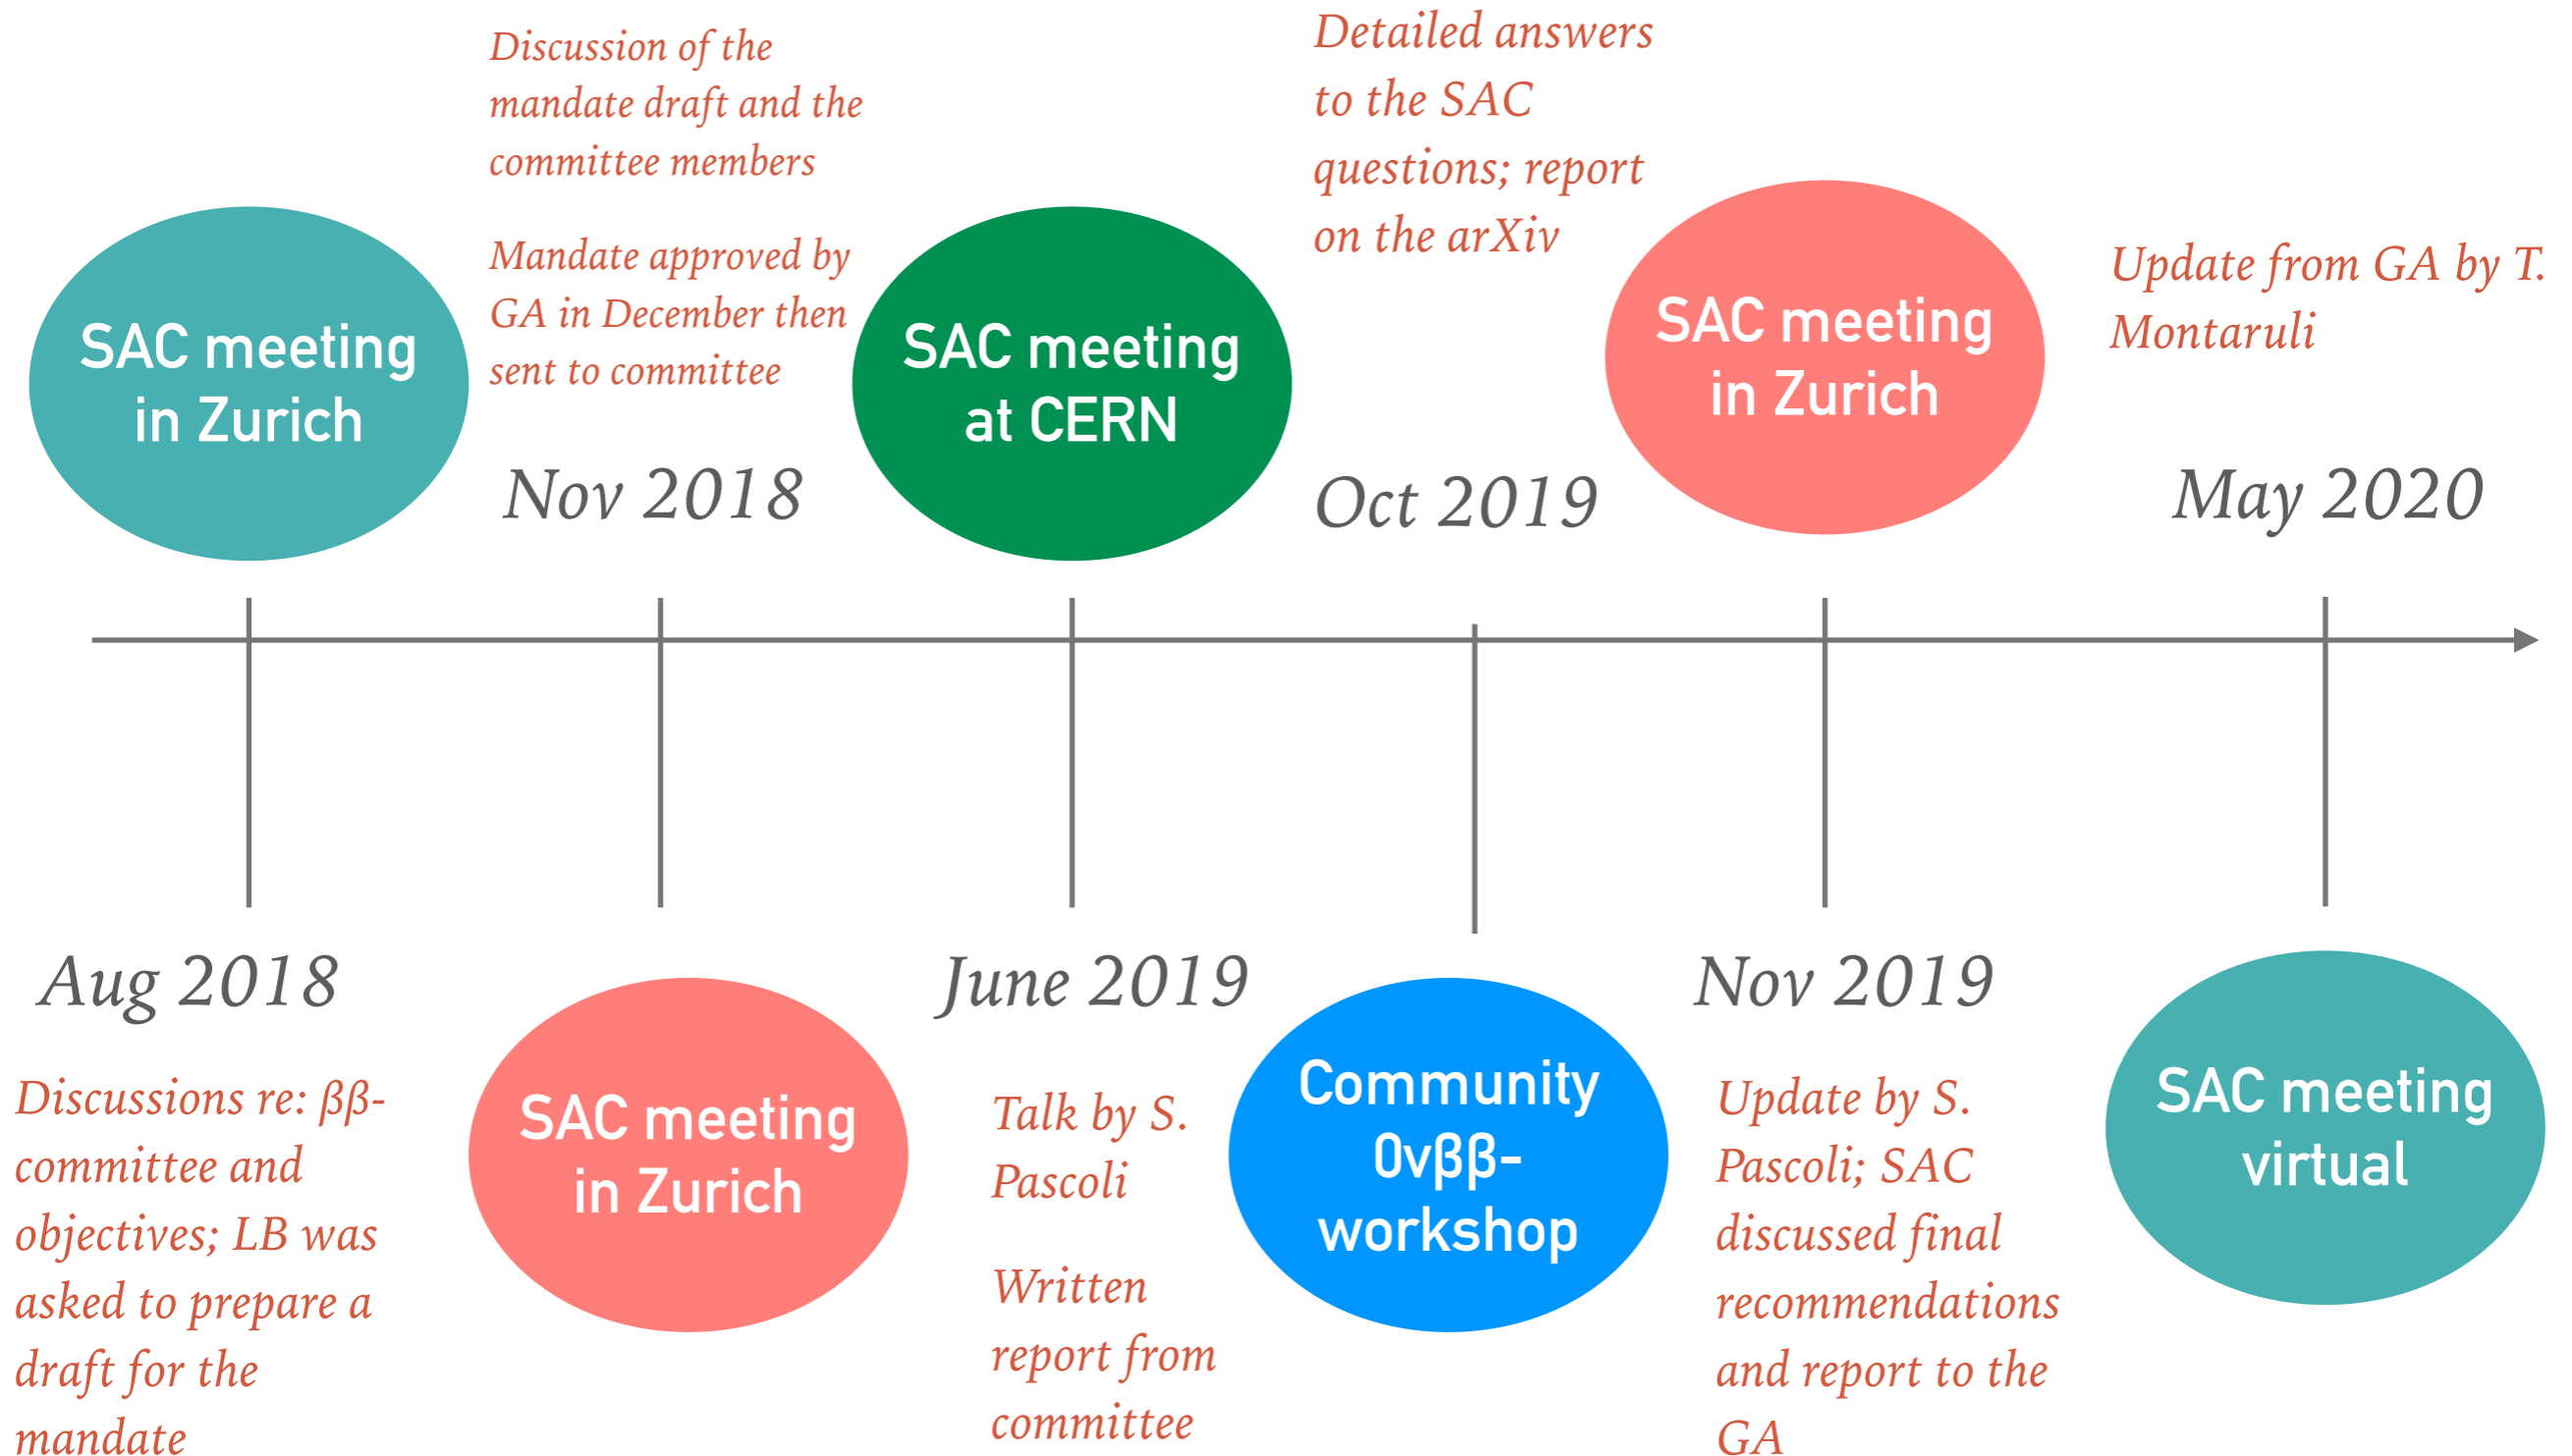 SAC meeting
in Zurich
Aug 2018
Discussions re: ββ-
committee and
objectives; LB was
asked to prepare a
draft for the
mandate
Discussion of the
mandate draft and the
committee members
Mandate approved by
GA in December then
sent to committee
Nov 2018
SAC meeting
in Zurich
SAC meeting
at CERN
June 2019
Talk by S.
Pascoli
Written
report from
committee
Detailed answers
to the SAC
questions; report
on the arXiv
Oct 2019
Community
0νββ-
workshop
SAC meeting
in Zurich
Nov 2019
Update by S.
Pascoli; SAC
discussed final
recommendations
and report to the
GA
Update from GA by T.
Montaruli
May 2020
SAC meeting
virtual